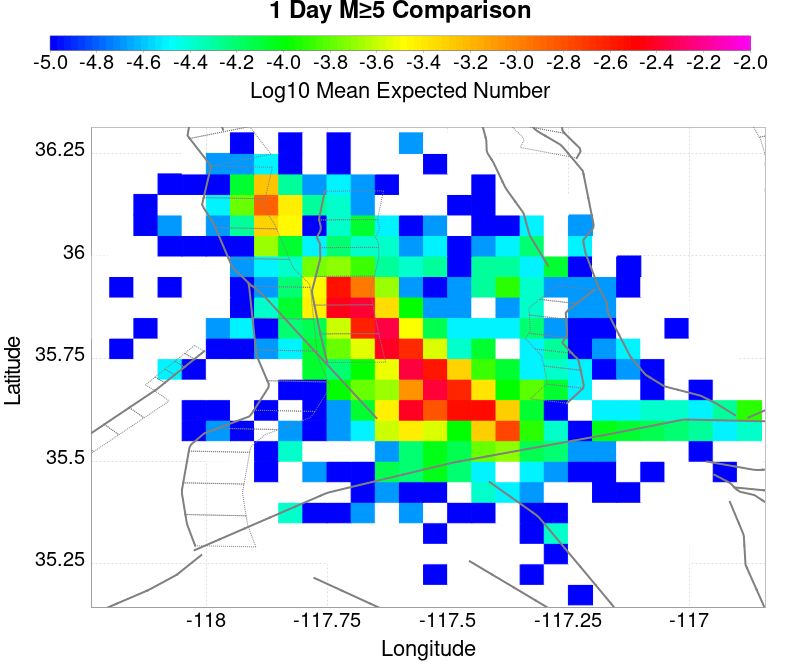 1 Day M≥5 Comparison
-5.0 -4.8 -4.6 -4.4 -4.2 -4.0 -3.8 -3.6 -3.4 -3.2 -3.0 -2.8 -2.6 -2.4 -2.2 -2.0
Log10 Mean Expected Number
36.25
36
35.75
35.5
35.25
Latitude
-118 -117.75 -117.5 -117.25 -117
Longitude